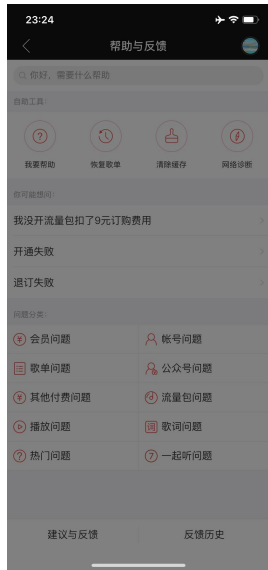 23:24
帮助与反馈
你好，需要什么帮助
自助工具：
我要帮助 恢复歌单 清除缓存 网络诊断
你可能想问：
我没开流量包扣了9元订购费用
开通失败
退订失败
问题分类：
会员问题 帐号问题
歌单问题 公众号问题
其他付费问题 流量包问题
播放问题 歌词问题
热门问题 一起听问题
建议与反馈 反馈历史